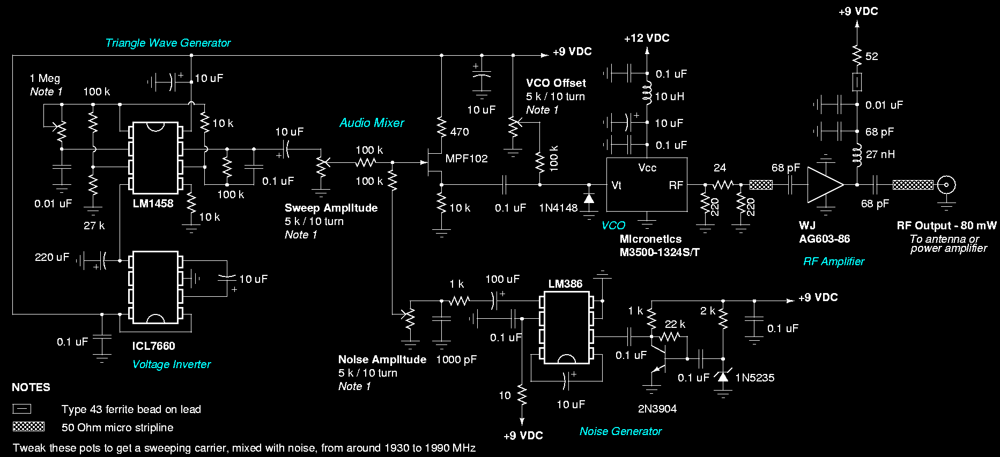 Triangle Wave Generator
+9 VDC
1 Meg
Note 1
100 k
10 uF
10 k
LM1458
0.01 uF
27 k
10 k
100 k
0.1 uF
10 uF
Sweep Amplitude
5 k / 10 turn
Note 1
220 uF
10 uF
0.1 uF
ICL7660
Voltage Inverter
Audio Mixer
100 k
100 k
470
MPF102
10 k
10 uF
VCO Offset
5 k / 10 turn
Note 1
100 k
0.1 uF
1N4148
+12 VDC
0.1 uF
10 uH
10 uF
0.1 uF
Vcc
Vt
RF
VCO
Micronetics
M3500-1324S/T
24
220
220
68 pF
WJ
AG603-86
RF Amplifier
+9 VDC
52
0.01 uF
68 pF
27 nH
68 pF
RF Output - 80 mW
To antenna or
power amplifier
Noise Amplitude
5 k / 10 turn
Note 1
1000 pF
1 k
100 uF
0.1 uF
LM386
10
+9 VDC
10 uF
Noise Generator
0.1 uF
1 k
22 k
2 k
+9 VDC
0.1 uF
0.1 uF
1N5235
2N3904
NOTES
Type 43 ferrite bead on lead
50 Ohm micro stripline
Tweak these pots to get a sweeping carrier, mixed with noise, from around 1930 to 1990 MHz